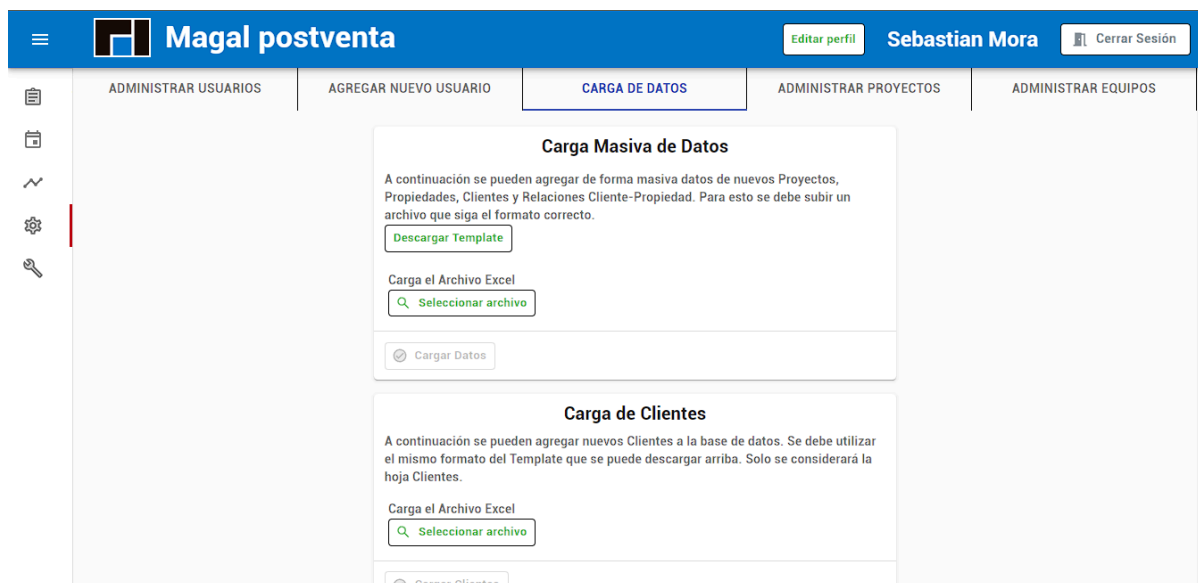 Magal postventa
Editar perfil
Sebastian Mora
Cerrar Sesión
ADMINISTRAR USUARIOS
AGREGAR NUEVO USUARIO
CARGA DE DATOS
ADMINISTRAR PROYECTOS
ADMINISTRAR EQUIPOS
Carga Masiva de Datos
A continuación se pueden agregar de forma masiva datos de nuevos Proyectos,
Propiedades, Clientes y Relaciones Cliente-Propiedad. Para esto se debe subir un
archivo que siga el formato correcto.
Descargar Template
Carga el Archivo Excel
Seleccionar archivo
Cargar Datos
Carga de Clientes
A continuación se pueden agregar nuevos Clientes a la base de datos. Se debe utilizar
el mismo formato del Template que se puede descargar arriba. Solo se considerará la
hoja Clientes.
Carga el Archivo Excel
Seleccionar archivo
Cargar Clientes